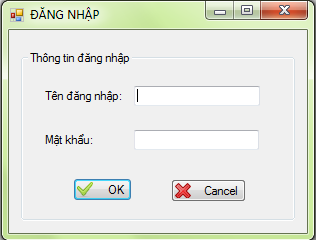 ĐĂNG NHẬP
Thông tin đăng nhập
Tên đăng nhập:
Mật khẩu:
OK Cancel